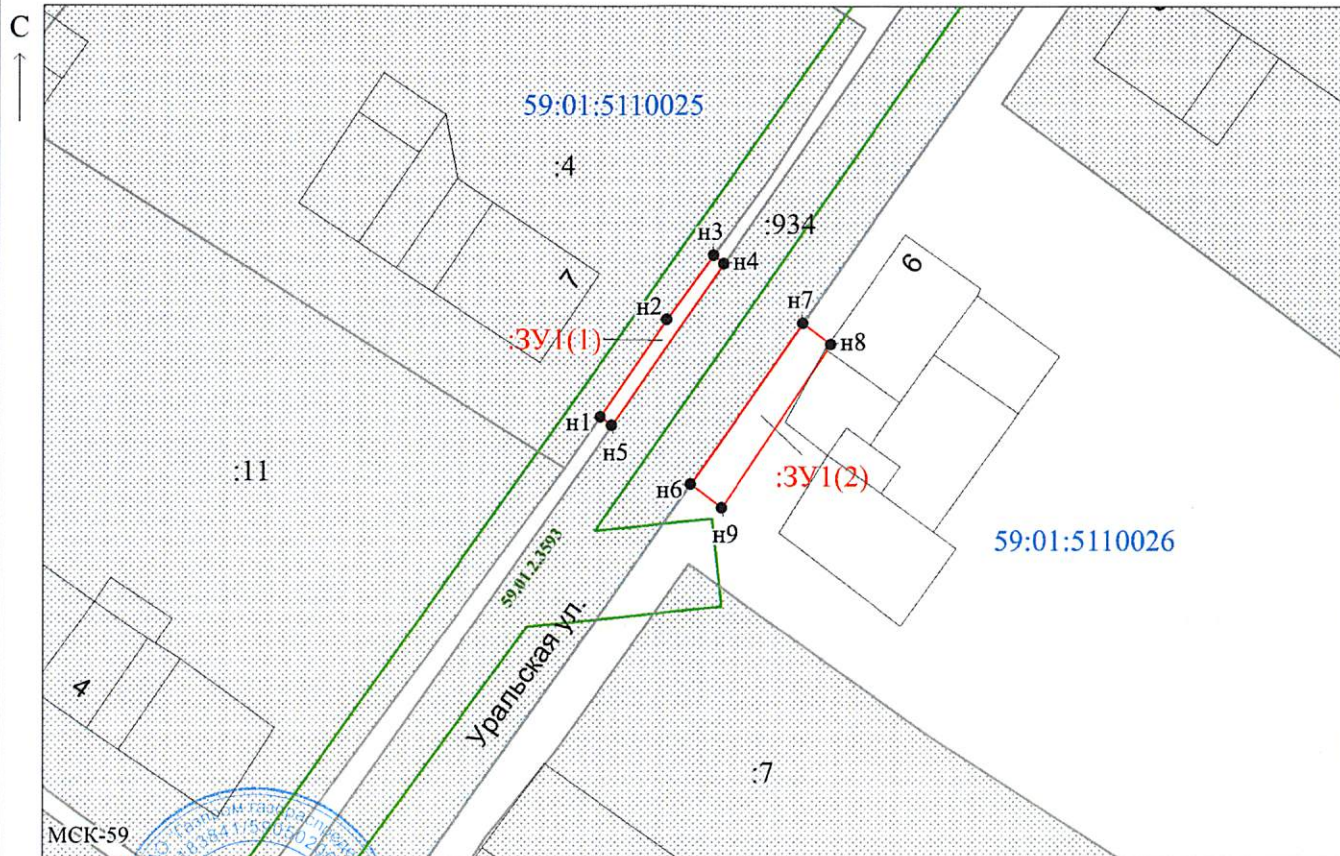 С
59:01:5110025
:4
:934
н3
н4
7
6
н2
н7
:ЗУ1(1)
н8
н1
н5
:11
н6
:ЗУ1(2)
н9
59:01:5110026
59.01.2.3593
Уральская ул.
4
:7
МСК-59